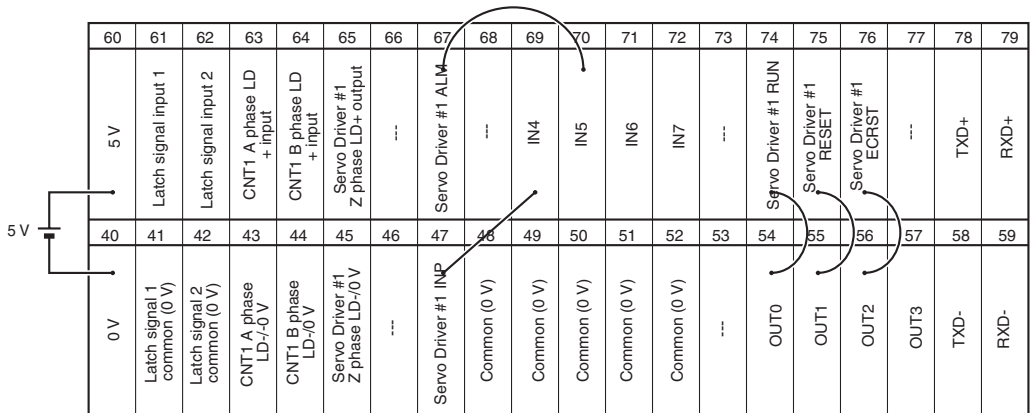 60 61 62 63 64 65 66 67 68 69 70 71 72 73 74 75 76 77 78 79
5 V
Latch signal input 1
Latch signal input 2
CNT1 A phase LD
+ input
CNT1 B phase LD
+ input
Servo Driver #1
Z phase LD+ output
---
Servo Driver #1 ALM
---
IN4
IN5
IN6
IN7
---
Servo Driver #1 RUN
Servo Driver #1
RESET
Servo Driver #1
ECRST
---
TXD+
RXD+
5 V
40 41 42 43 44 45 46 47 48 49 50 51 52 53 54 55 56 57 58 59
0 V
Latch signal 1
common (0 V)
Latch signal 2
common (0 V)
CNT1 A phase
LD-/-0 V
CNT1 B phase
LD-/0 V
Servo Driver #1
Z phase LD-/0 V
---
Servo Driver #1 INP
Common (0 V)
Common (0 V)
Common (0 V)
Common (0 V)
Common (0 V)
---
OUT0
OUT1
OUT2
OUT3
TXD-
RXD-